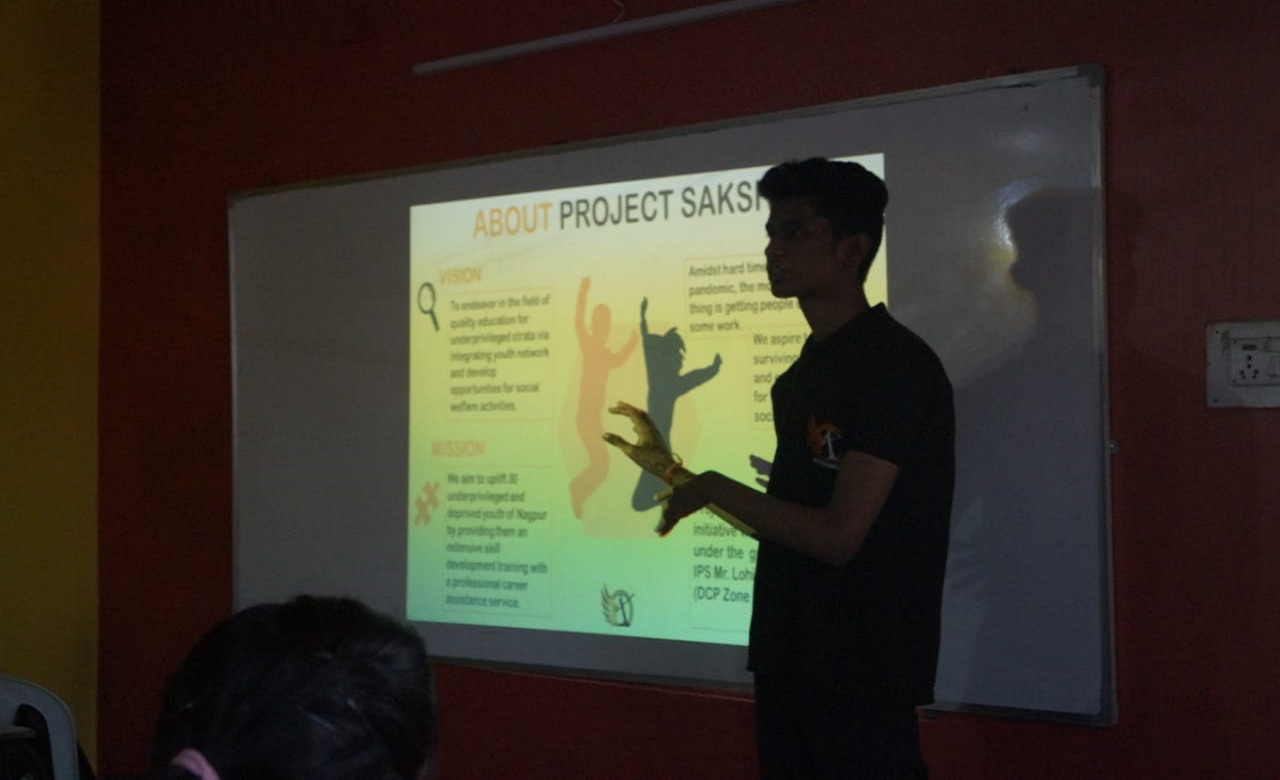 ABOUT PROJECT SAKS
VISION
To endeavor in the field of
quality education for
underprivileged strata via
integrating youth network
and develop
opportunities for social
welfare activities.
MISSION
We aim to uplift 30
underprivileged and
deprived youth of Nagpur
by providing them an
extensive skill
development training with
a professional career
assistance service.
Amidst hard time
pandemic, the mo
thing is getting people
some work.
We aspire
surviving
and
for
soc
initiative
under the g
IPS Mr. Lohi
(DCP Zone